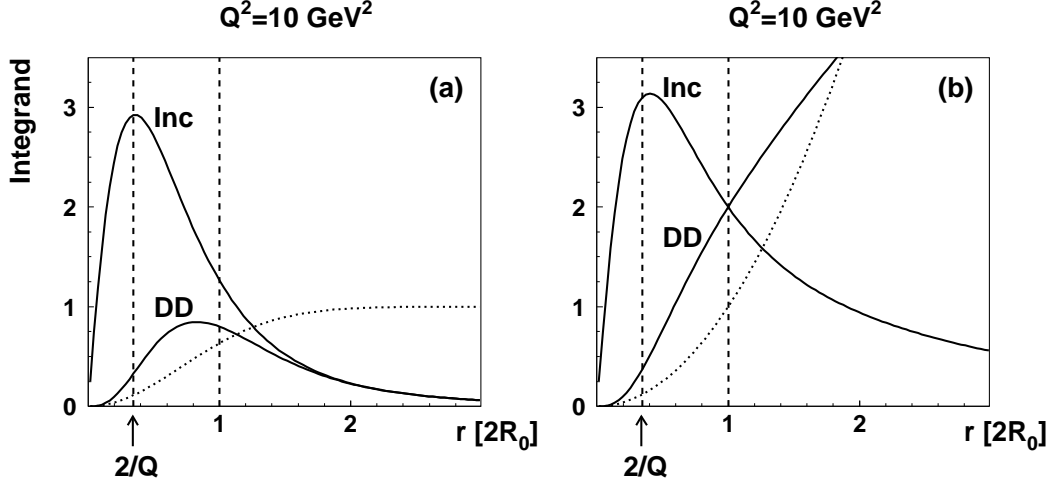 Q²=10 GeV²
Integrand
(a)
Inc
DD
3
2
1
0
1
2
r [2R₀]
2/Q
Q²=10 GeV²
(b)
Inc
DD
3
2
1
0
1
2
r [2R₀]
2/Q